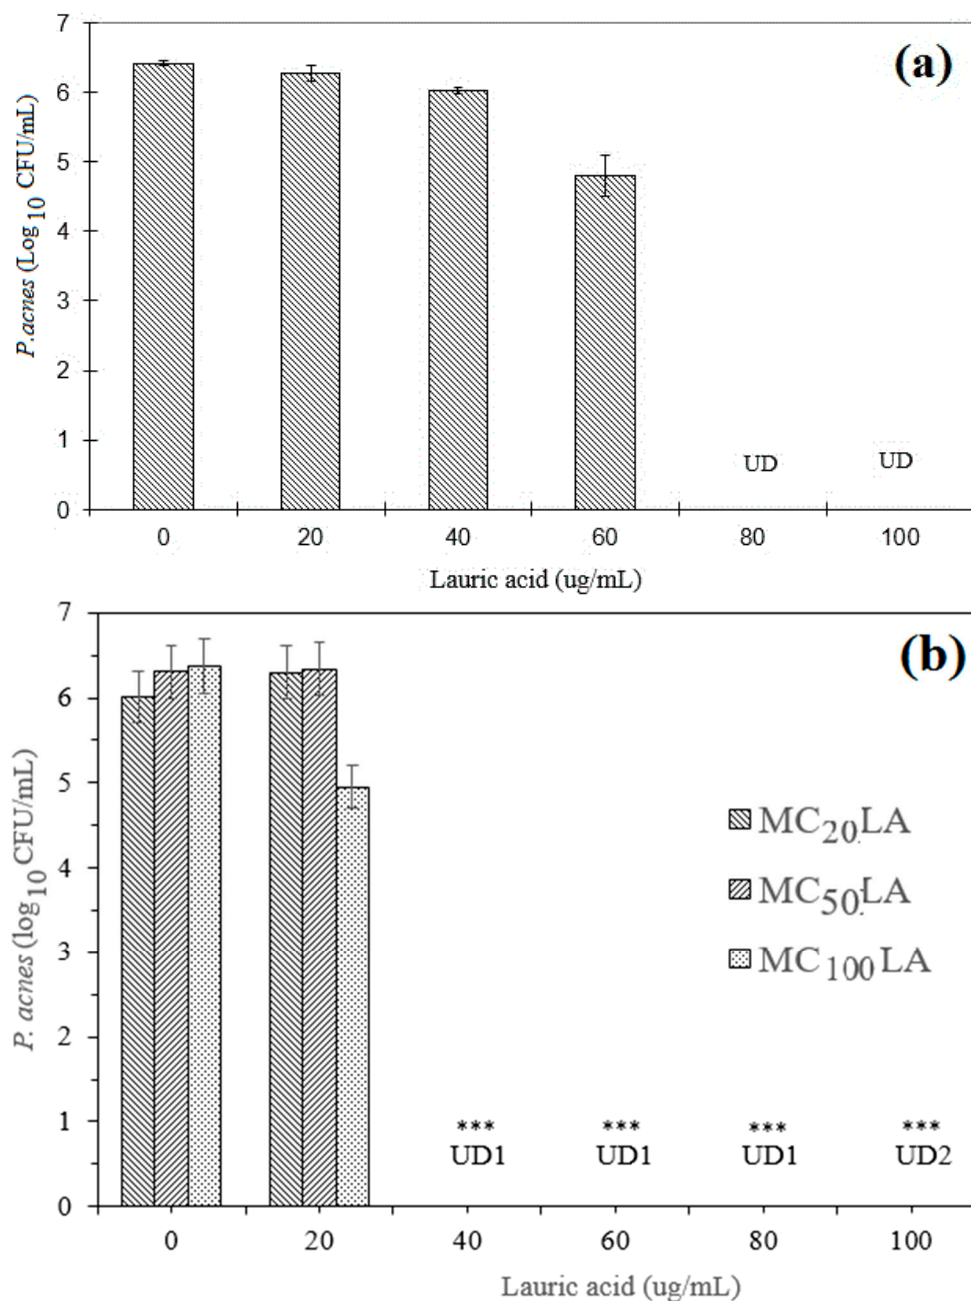 (a)
P.acnes (Log10 CFU/mL)
7
6
5
4
3
2
1
0
UD
UD
0 20 40 60 80 100
Lauric acid (ug/mL)
(b)
P. acnes (log10 CFU/mL)
7
6
5
4
3
2
1
0
MC20LA
MC50LA
MC100LA
*** *** *** ***
UD1 UD1 UD1 UD2
0 20 40 60 80 100
Lauric acid (ug/mL)